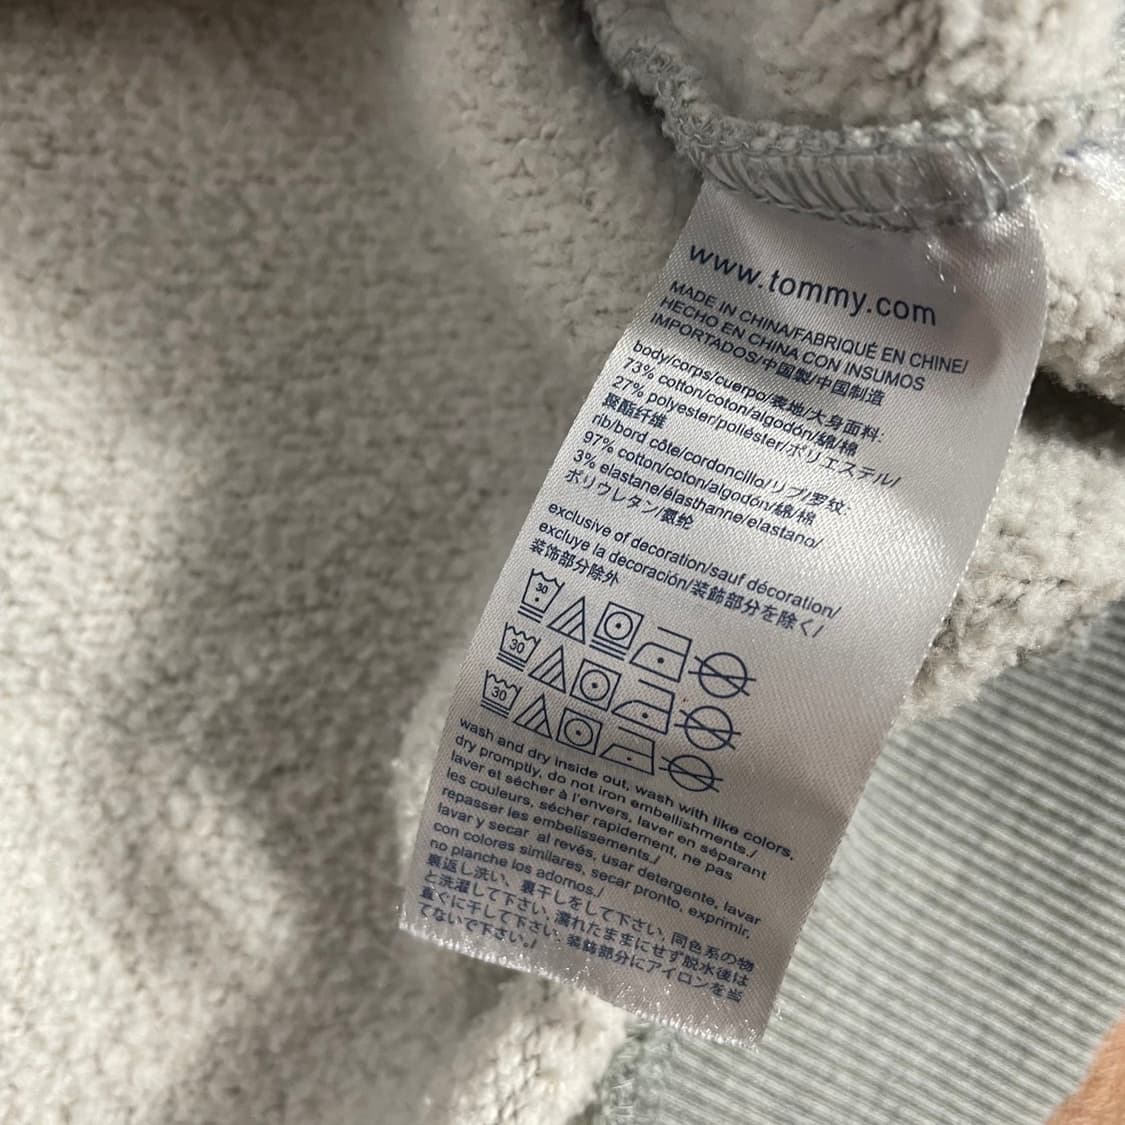 www.tommy.com
MADE IN CHINA/FABRIQUÉ EN CHINE/
HECHO EN CHINA CON INSUMOS
IMPORTADOS/中国製/中国制造
body/corps/cuerpo/表地/大身面料:
73% cotton/coton/algodón/綿/棉
27% polyester/poliéster/ポリエステル/
聚酯纤维
rib/bord côte/cordoncillo/リブ/罗纹:
97% cotton/coton/algodón/綿/棉
3% elastane/élasthanne/elastano/
ポリウレタン/氨纶
exclusive of decoration/sauf décoration/
excluye la decoración/装飾部分を除く/
装饰部分除外
30
30
30
wash and dry inside out, wash with like colors,
dry promptly, do not iron embellishments./
laver et sécher à l'envers, laver en séparant
les couleurs, sécher rapidement, ne pas
repasser les embelissements./
lavar y secar al revés, usar detergente, lavar
con colores similares, secar pronto, exprimir,
no planche los adornos./
裏返し洗い、裏干しをして下さい, 同色系の物
と洗濯して下さい, 濡れたままにせず脱水後は
直ぐに干して下さい, 装飾部分にアイロンを当
てないで下さい。/